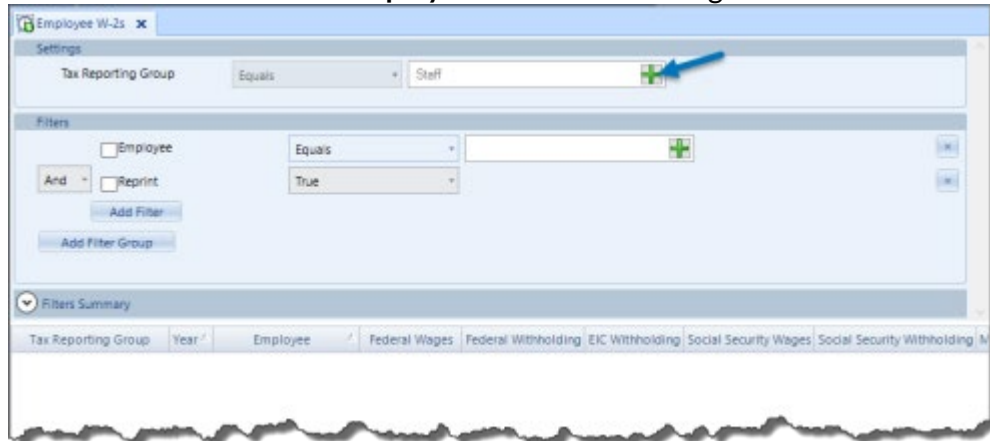 Employee W-2s
Settings
Tax Reporting Group Equals Staff
Filters
Employee Equals
And Reprint True
Add Filter
Add Filter Group
Filters Summary
Tax Reporting Group Year Employee Federal Wages Federal Withholding EIC Withholding Social Security Wages Social Security Withholding M